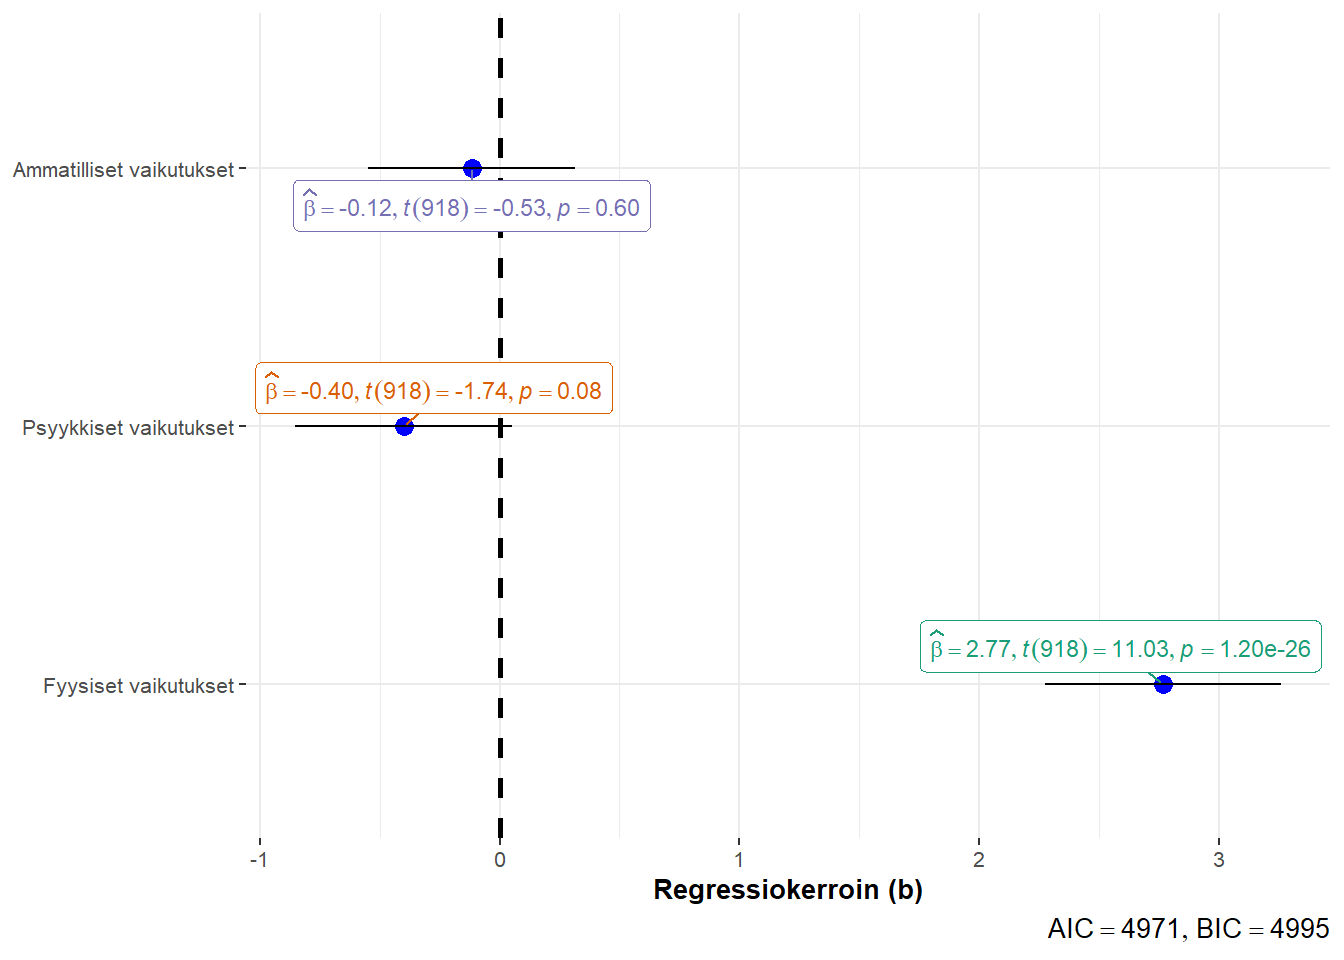 Ammatilliset vaikutukset
β̂ = -0.12, t(918) = -0.53, p = 0.60
β̂ = -0.40, t(918) = -1.74, p = 0.08
Psyykkiset vaikutukset
β̂ = 2.77, t(918) = 11.03, p = 1.20e-26
Fyysiset vaikutukset
-1 0 1 2 3
Regressiokerroin (b)
AIC = 4971, BIC = 4995